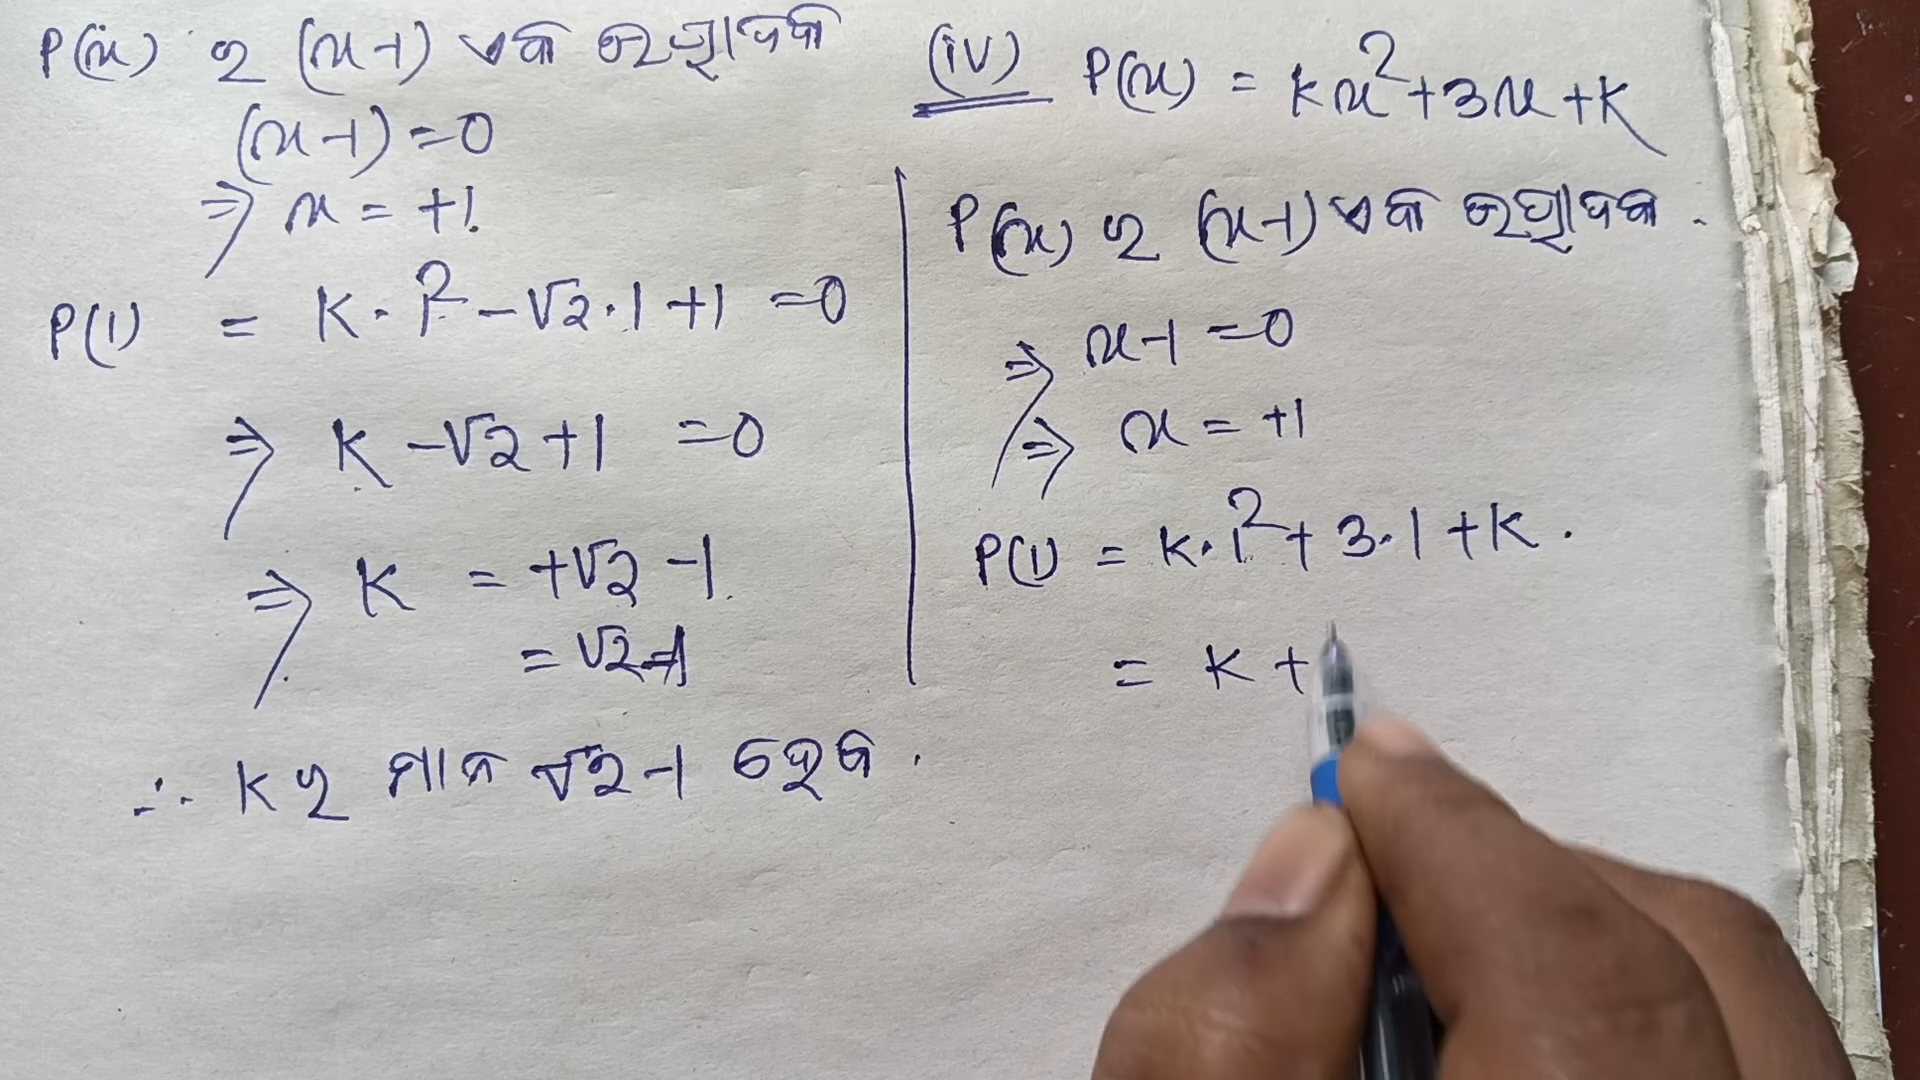 P(x) ର (x-1) ଏକ ଉତ୍ପାଦକ
(x-1) =0
⇒ x = +1.
P(1) = K·1² - √2·1 +1 =0
⇒ K -√2 +1 =0
⇒ K = +√2 -1
= √2-1
∴ K ର ମାନ √2-1 ହେବ .
(iv) P(x) = Kx²+3x+K
P(x) ର (x-1) ଏକ ଉତ୍ପାଦକ .
⇒ x-1 =0
⇒ x = +1
P(1) = K·1²+ 3·1 +K .
= K +